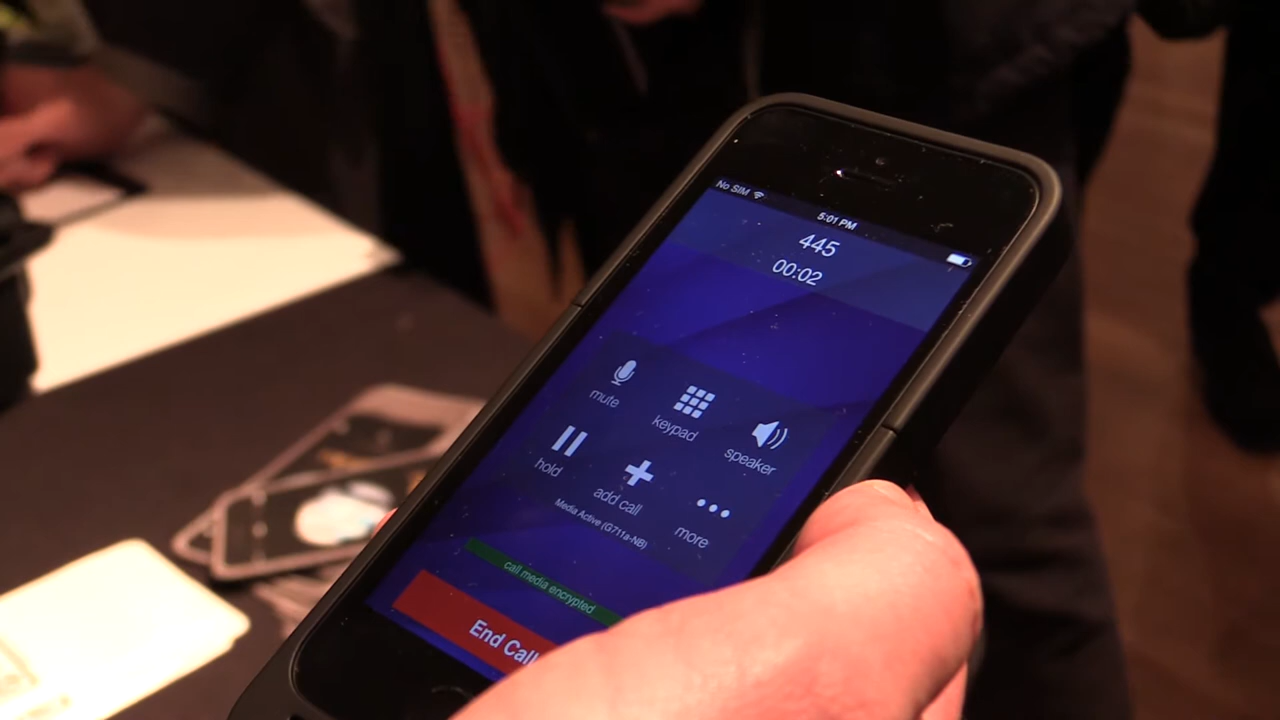 No SIM
5:01 PM
445
00:02
mute
keypad
speaker
hold
add call
more
Media Active (G711a-NB)
call media encrypted
End Call